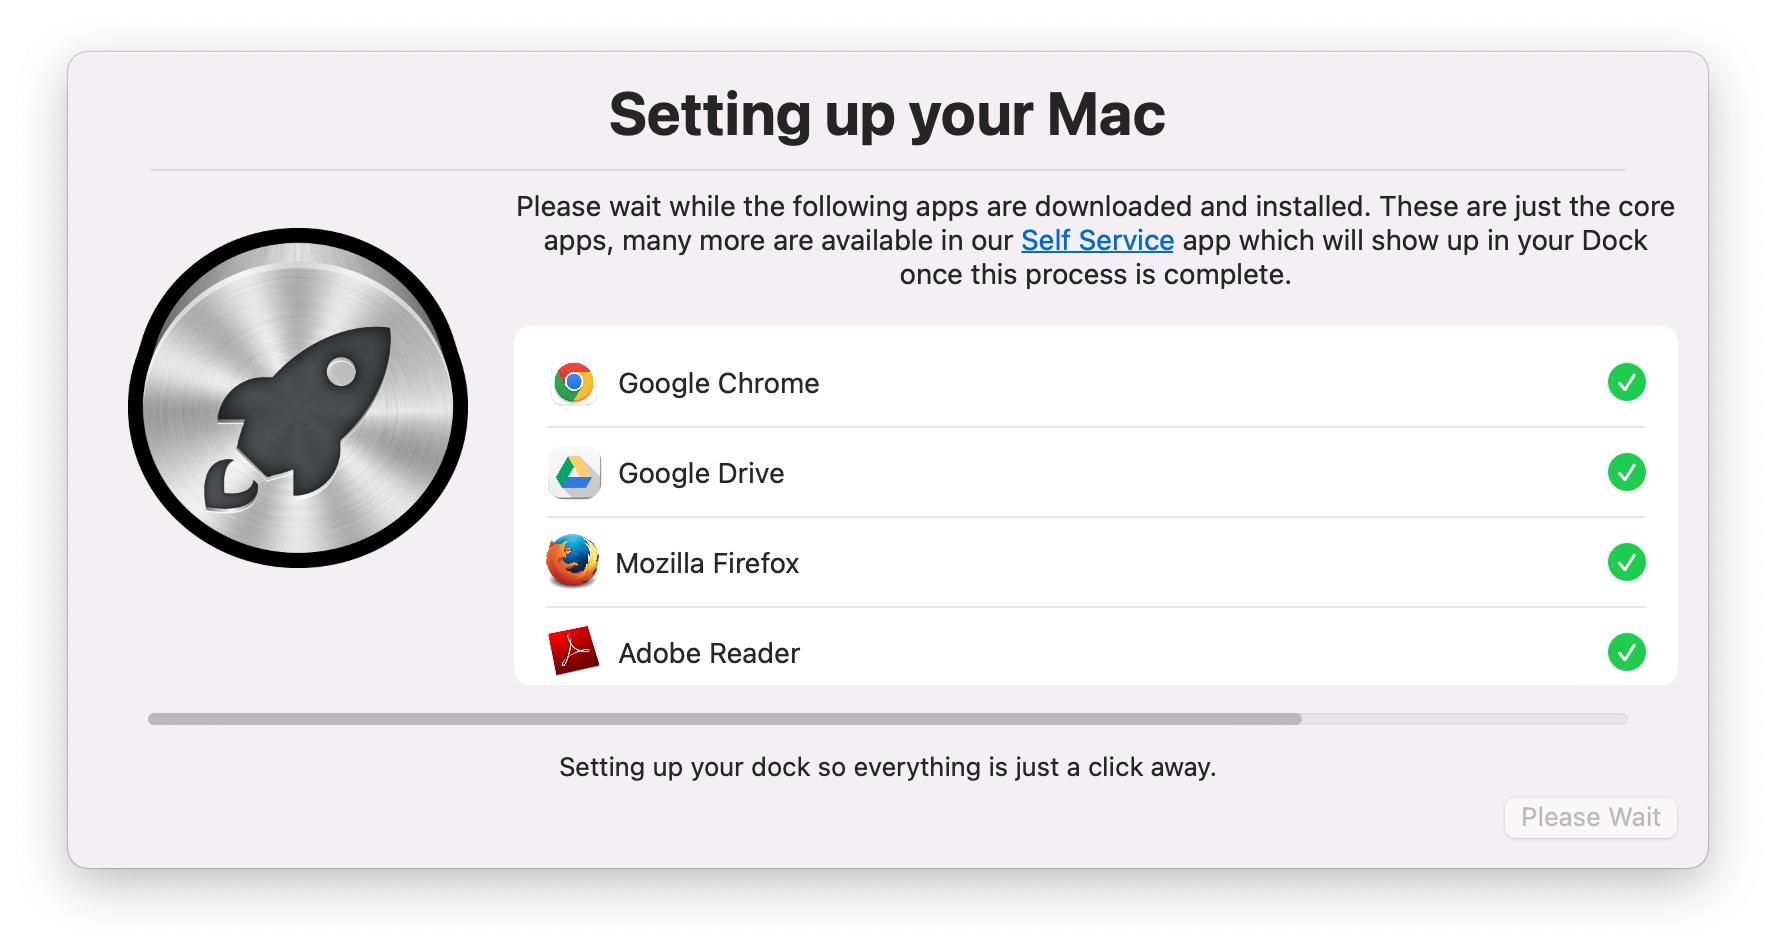 Setting up your Mac
Please wait while the following apps are downloaded and installed. These are just the core
apps, many more are available in our Self Service app which will show up in your Dock
once this process is complete.
Google Chrome
Google Drive
Mozilla Firefox
Adobe Reader
Setting up your dock so everything is just a click away.
Please Wait